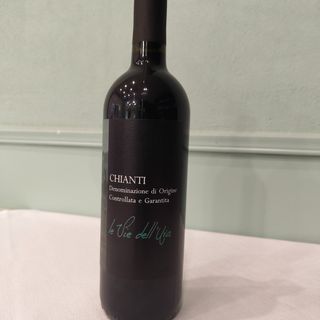 CHIANTI
Denominazione di Origine
Controllata e Garantita
le Vie dell'Uva